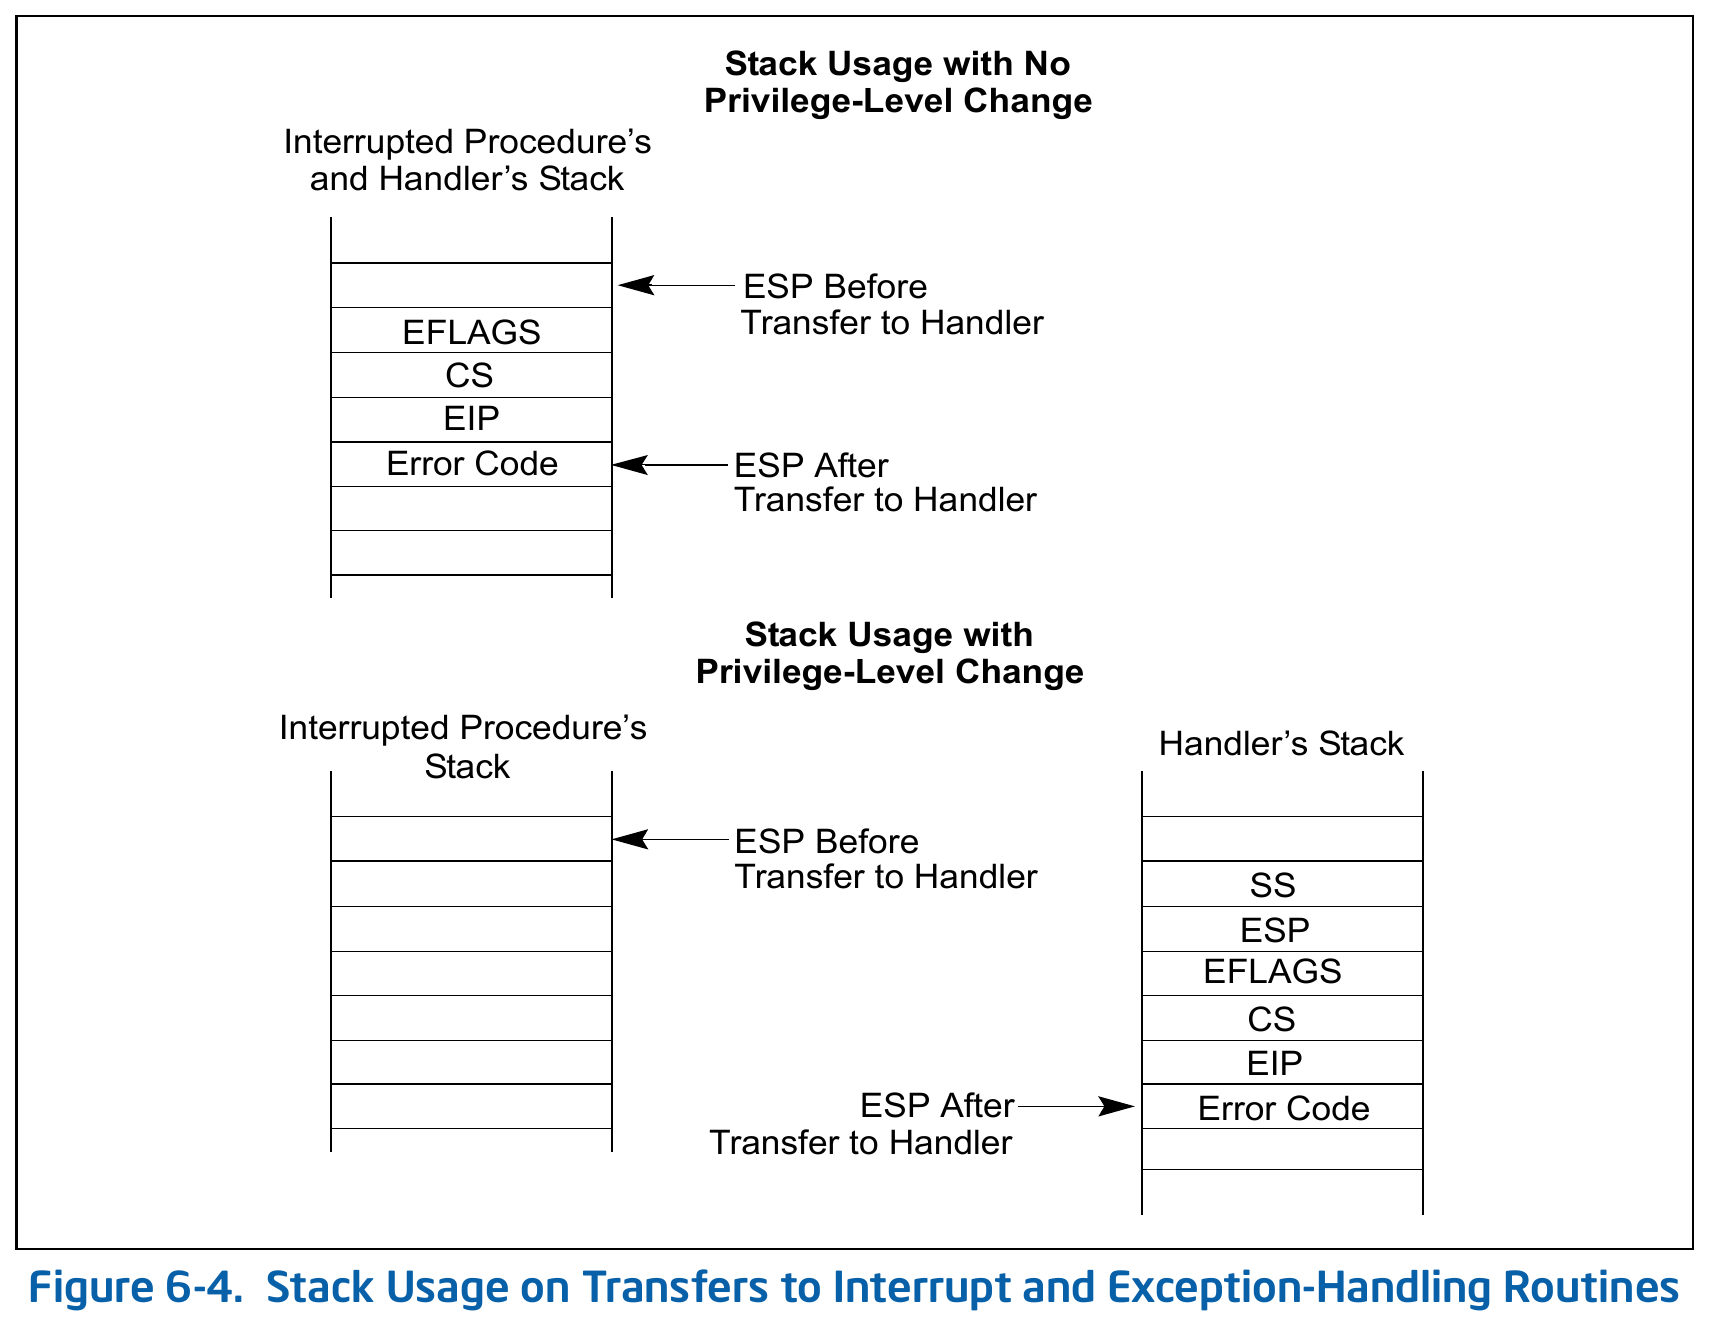 Stack Usage with No
Privilege-Level Change
Interrupted Procedure’s
and Handler’s Stack
ESP Before
Transfer to Handler
EFLAGS
CS
EIP
Error Code
ESP After
Transfer to Handler
Stack Usage with
Privilege-Level Change
Interrupted Procedure’s
Stack
Handler’s Stack
ESP Before
Transfer to Handler
SS
ESP
EFLAGS
CS
EIP
Error Code
ESP After
Transfer to Handler
Figure 6-4. Stack Usage on Transfers to Interrupt and Exception-Handling Routines